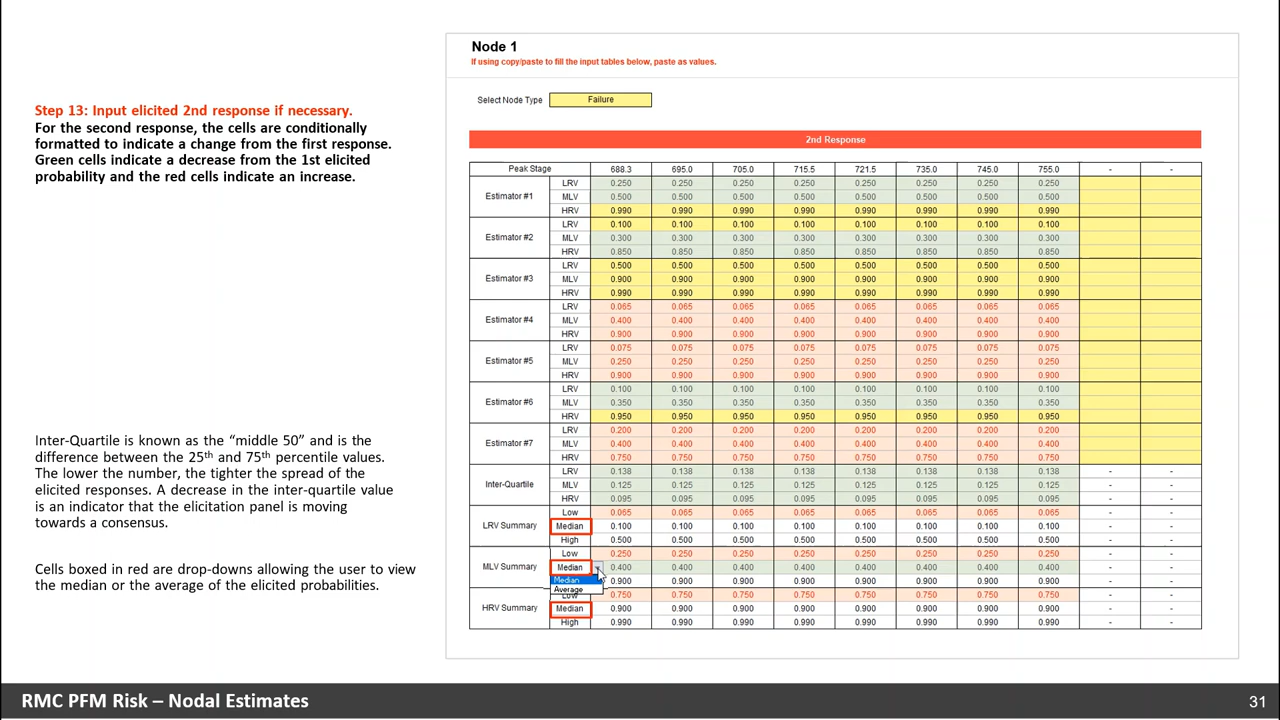 Step 13: Input elicited 2nd response if necessary.
For the second response, the cells are conditionally
formatted to indicate a change from the first response.
Green cells indicate a decrease from the 1st elicited
probability and the red cells indicate an increase.
Inter-Quartile is known as the “middle 50” and is the
difference between the 25th and 75th percentile values.
The lower the number, the tighter the spread of the
elicited responses. A decrease in the inter-quartile value
is an indicator that the elicitation panel is moving
towards a consensus.
Cells boxed in red are drop-downs allowing the user to view
the median or the average of the elicited probabilities.
Node 1
If using copy/paste to fill the input tables below, paste as values.
Select Node Type Failure
2nd Response
Peak Stage 688.3 695.0 705.0 715.5 721.5 735.0 745.0 755.0 - -
Estimator #1
LRV 0.250 0.250 0.250 0.250 0.250 0.250 0.250 0.250
MLV 0.500 0.500 0.500 0.500 0.500 0.500 0.500 0.500
HRV 0.990 0.990 0.990 0.990 0.990 0.990 0.990 0.990
Estimator #2
LRV 0.100 0.100 0.100 0.100 0.100 0.100 0.100 0.100
MLV 0.300 0.300 0.300 0.300 0.300 0.300 0.300 0.300
HRV 0.850 0.850 0.850 0.850 0.850 0.850 0.850 0.850
Estimator #3
LRV 0.500 0.500 0.500 0.500 0.500 0.500 0.500 0.500
MLV 0.900 0.900 0.900 0.900 0.900 0.900 0.900 0.900
HRV 0.990 0.990 0.990 0.990 0.990 0.990 0.990 0.990
Estimator #4
LRV 0.065 0.065 0.065 0.065 0.065 0.065 0.065 0.065
MLV 0.400 0.400 0.400 0.400 0.400 0.400 0.400 0.400
HRV 0.900 0.900 0.900 0.900 0.900 0.900 0.900 0.900
Estimator #5
LRV 0.075 0.075 0.075 0.075 0.075 0.075 0.075 0.075
MLV 0.250 0.250 0.250 0.250 0.250 0.250 0.250 0.250
HRV 0.900 0.900 0.900 0.900 0.900 0.900 0.900 0.900
Estimator #6
LRV 0.100 0.100 0.100 0.100 0.100 0.100 0.100 0.100
MLV 0.350 0.350 0.350 0.350 0.350 0.350 0.350 0.350
HRV 0.950 0.950 0.950 0.950 0.950 0.950 0.950 0.950
Estimator #7
LRV 0.200 0.200 0.200 0.200 0.200 0.200 0.200 0.200
MLV 0.400 0.400 0.400 0.400 0.400 0.400 0.400 0.400
HRV 0.750 0.750 0.750 0.750 0.750 0.750 0.750 0.750
Inter-Quartile
LRV 0.138 0.138 0.138 0.138 0.138 0.138 0.138 0.138 - -
MLV 0.125 0.125 0.125 0.125 0.125 0.125 0.125 0.125 - -
HRV 0.095 0.095 0.095 0.095 0.095 0.095 0.095 0.095 - -
LRV Summary
Low 0.065 0.065 0.065 0.065 0.065 0.065 0.065 0.065 - -
Median 0.100 0.100 0.100 0.100 0.100 0.100 0.100 0.100 - -
High 0.500 0.500 0.500 0.500 0.500 0.500 0.500 0.500 - -
MLV Summary
Low 0.250 0.250 0.250 0.250 0.250 0.250 0.250 0.250 - -
Median 0.400 0.400 0.400 0.400 0.400 0.400 0.400 0.400 - -
Median 0.900 0.900 0.900 0.900 0.900 0.900 0.900 0.900 - -
Average
HRV Summary
Low 0.750 0.750 0.750 0.750 0.750 0.750 0.750 0.750 - -
Median 0.900 0.900 0.900 0.900 0.900 0.900 0.900 0.900 - -
High 0.990 0.990 0.990 0.990 0.990 0.990 0.990 0.990 - -
RMC PFM Risk – Nodal Estimates
31